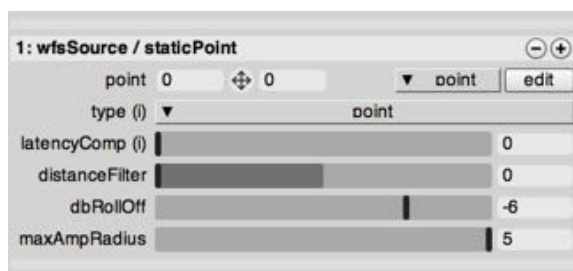 1: wfsSource / staticPoint
point 0 0 point edit
type (i) point
latencyComp (i) 0
distanceFilter 0
dbRollOff -6
maxAmpRadius 5